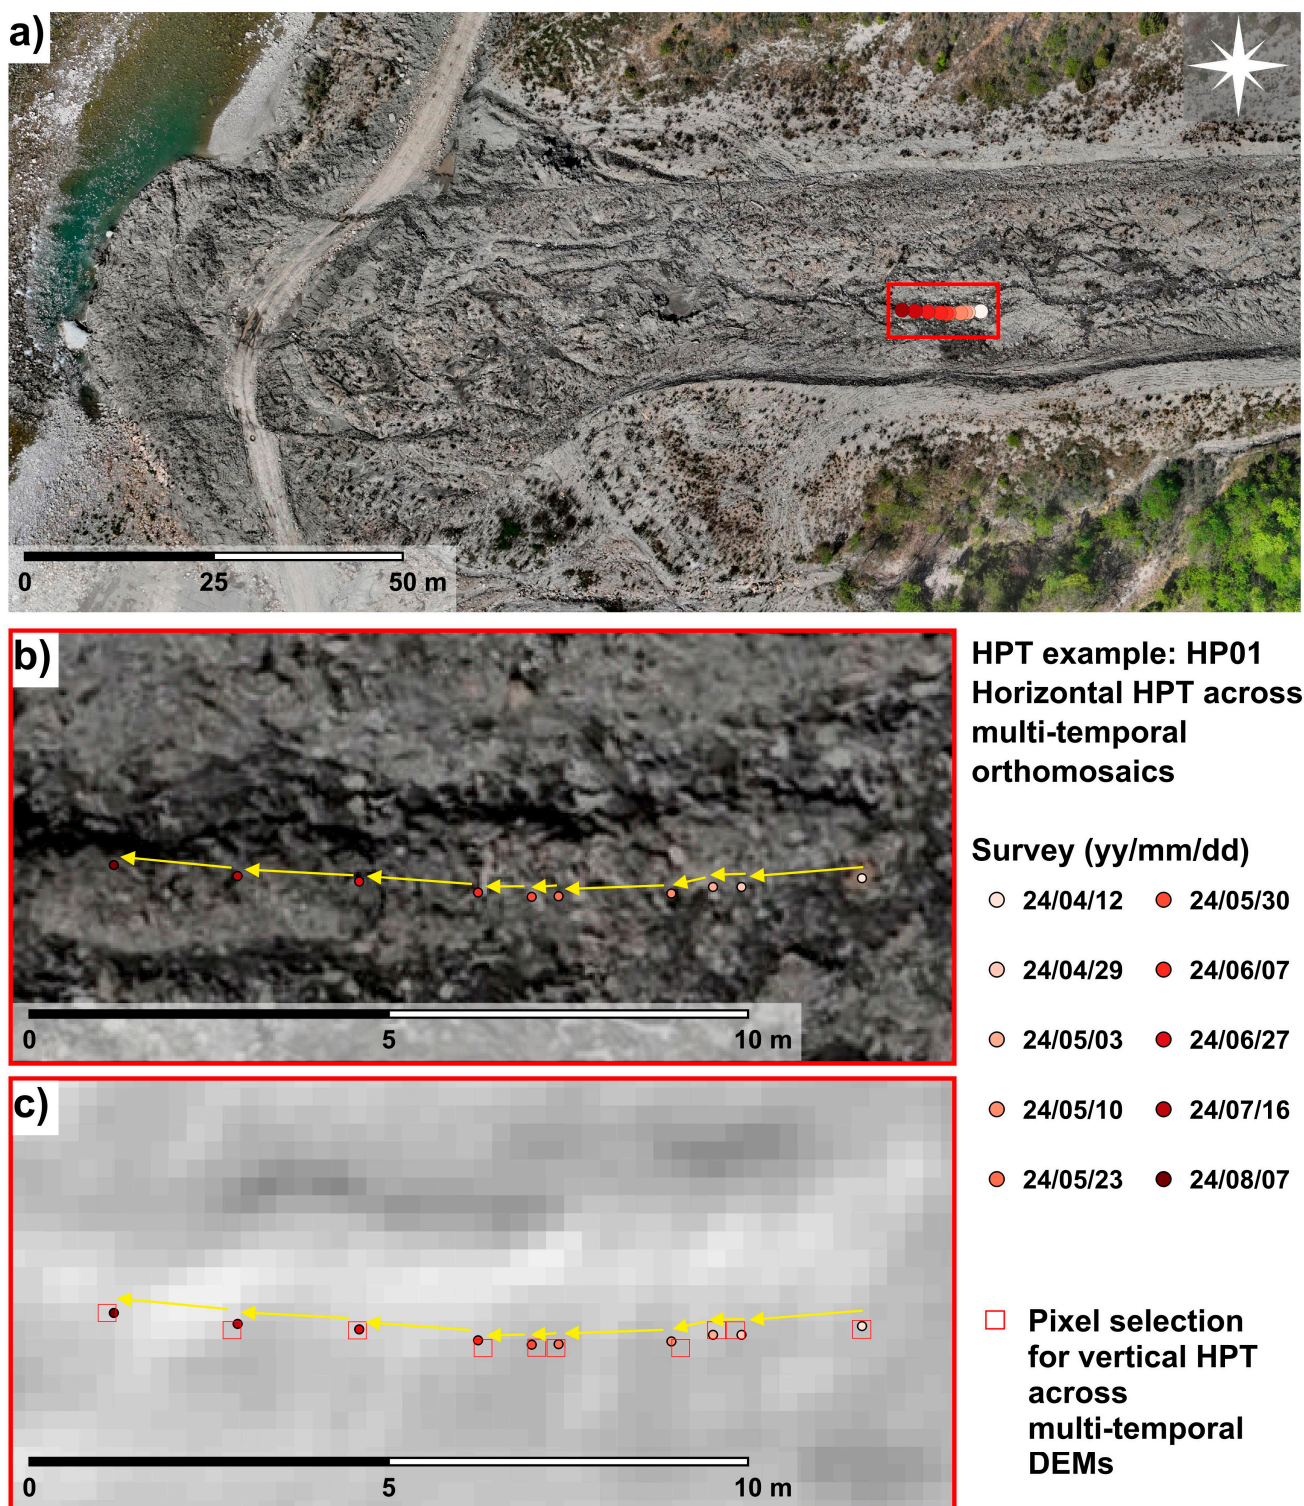 a)
0 25 50 m
b)
0 5 10 m
c)
0 5 10 m
HPT example: HP01
Horizontal HPT across
multi-temporal
orthomosaics
Survey (yy/mm/dd)
24/04/12 24/05/30
24/04/29 24/06/07
24/05/03 24/06/27
24/05/10 24/07/16
24/05/23 24/08/07
Pixel selection
for vertical HPT
across
multi-temporal
DEMs